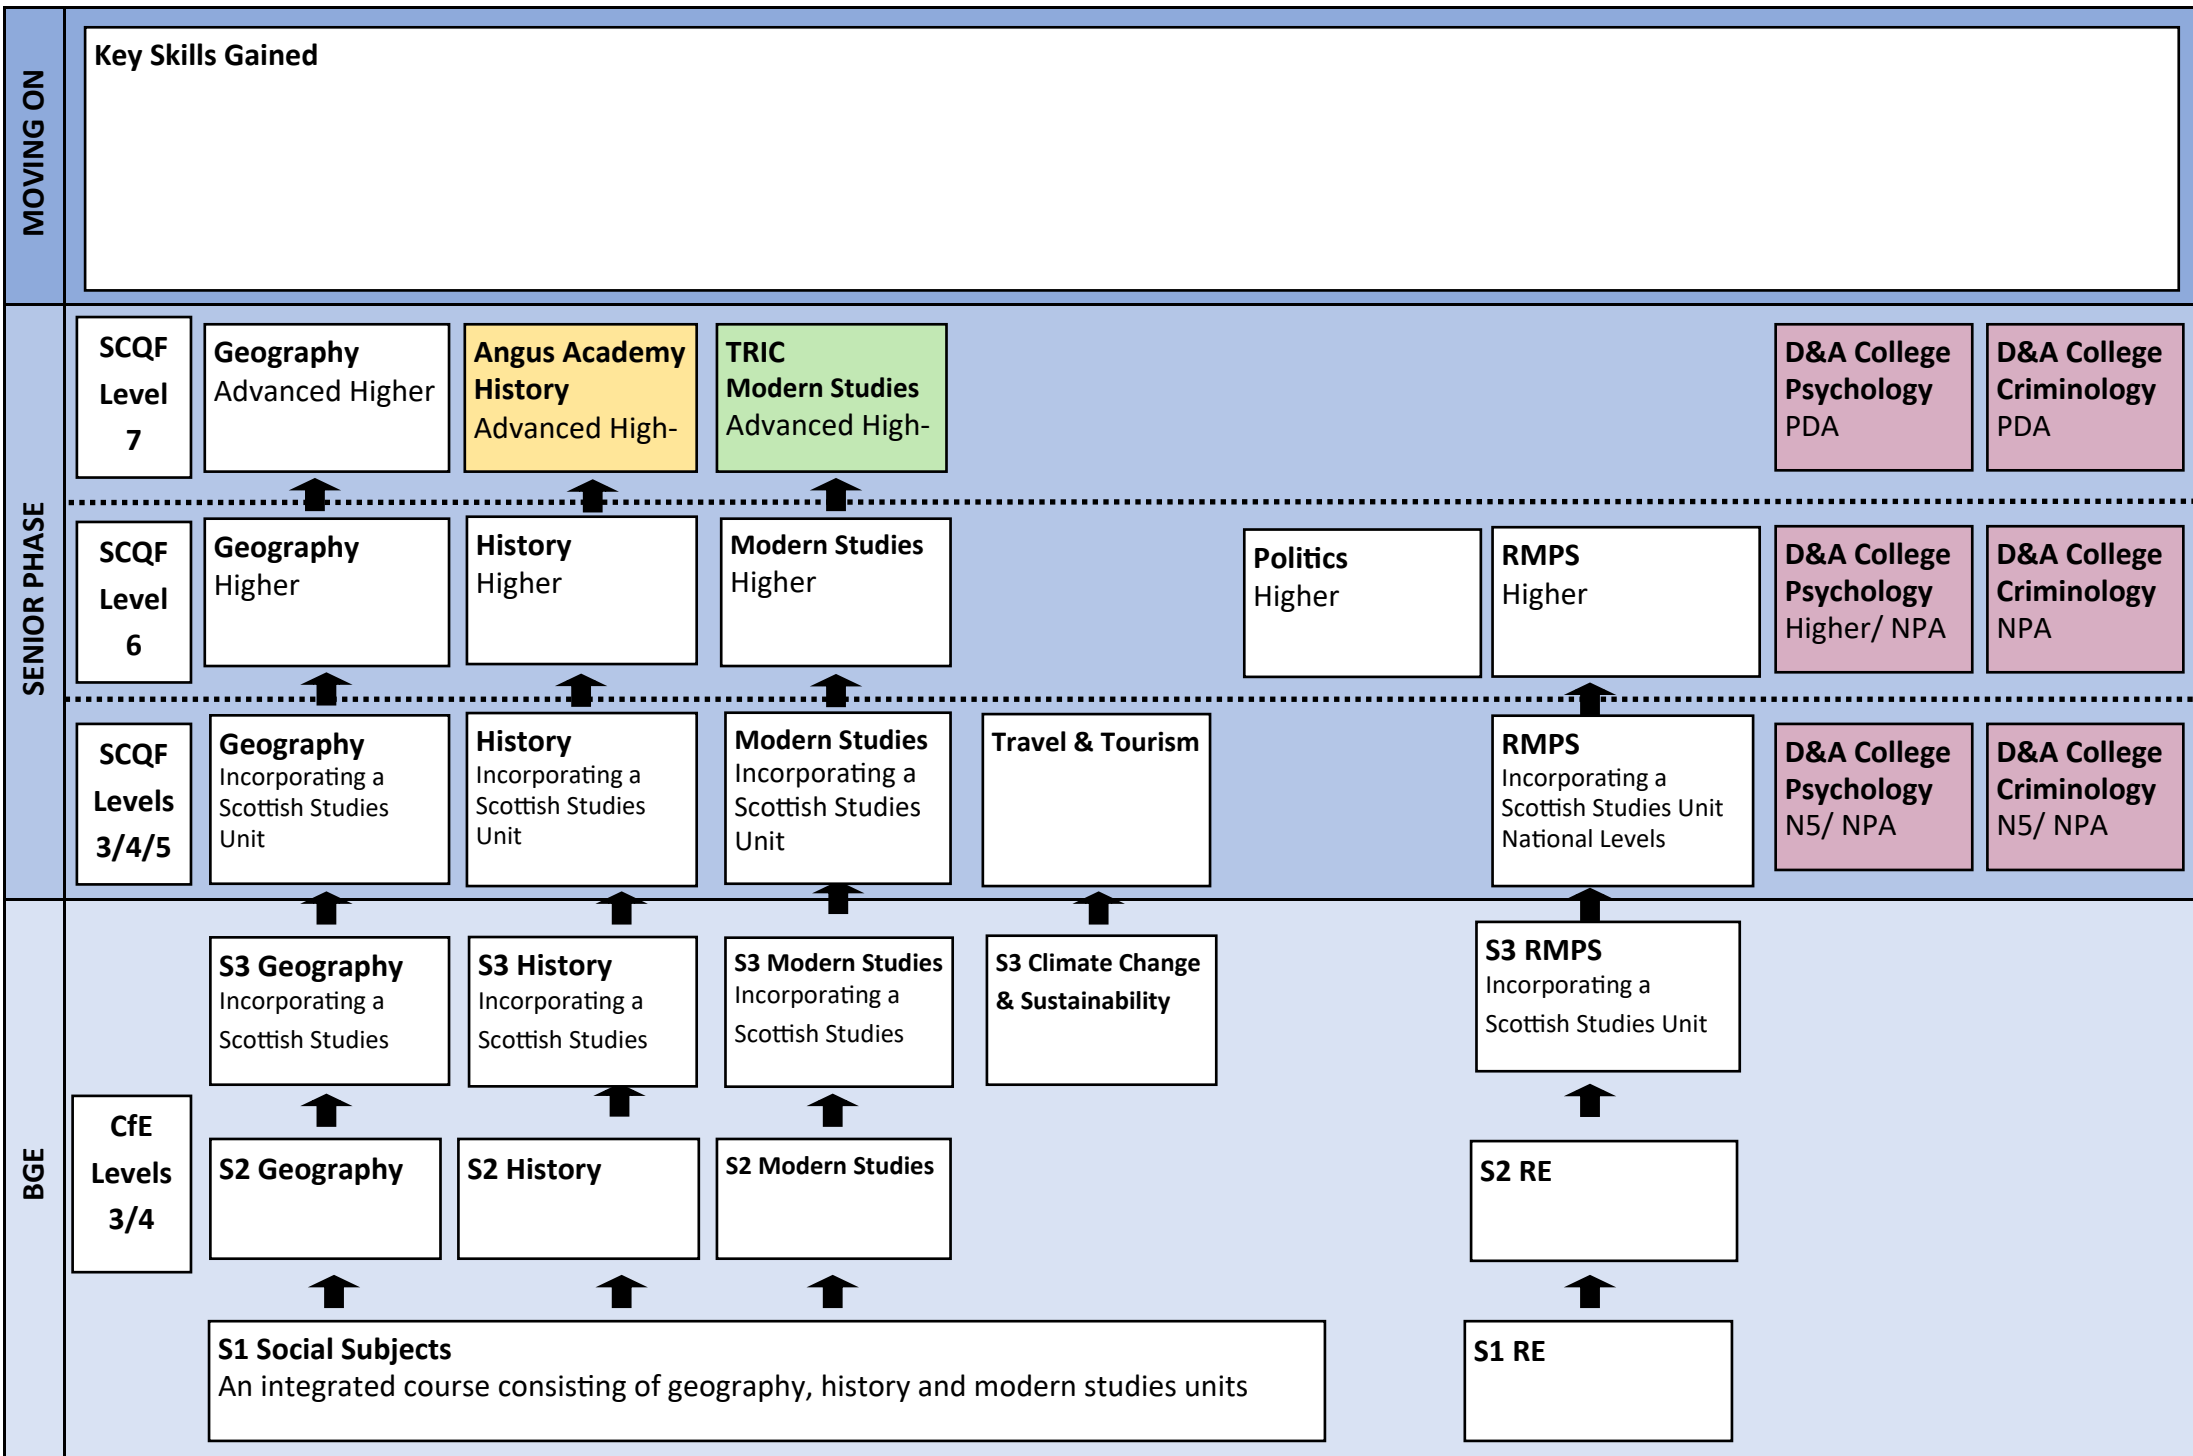 MOVING ON
Key Skills Gained
SENIOR PHASE
SCQF
Level
7
Geography
Advanced Higher
Angus Academy
History
Advanced High-
TRIC
Modern Studies
Advanced High-
D&A College
Psychology
PDA
D&A College
Criminology
PDA
SCQF
Level
6
Geography
Higher
History
Higher
Modern Studies
Higher
Politics
Higher
RMPS
Higher
D&A College
Psychology
Higher/ NPA
D&A College
Criminology
NPA
SCQF
Levels
3/4/5
Geography
Incorporating a
Scottish Studies
Unit
History
Incorporating a
Scottish Studies
Unit
Modern Studies
Incorporating a
Scottish Studies
Unit
Travel & Tourism
RMPS
Incorporating a
Scottish Studies Unit
National Levels
D&A College
Psychology
N5/ NPA
D&A College
Criminology
N5/ NPA
BGE
CfE
Levels
3/4
S3 Geography
Incorporating a
Scottish Studies
S3 History
Incorporating a
Scottish Studies
S3 Modern Studies
Incorporating a
Scottish Studies
S3 Climate Change
& Sustainability
S3 RMPS
Incorporating a
Scottish Studies Unit
S2 Geography
S2 History
S2 Modern Studies
S2 RE
S1 Social Subjects
An integrated course consisting of geography, history and modern studies units
S1 RE